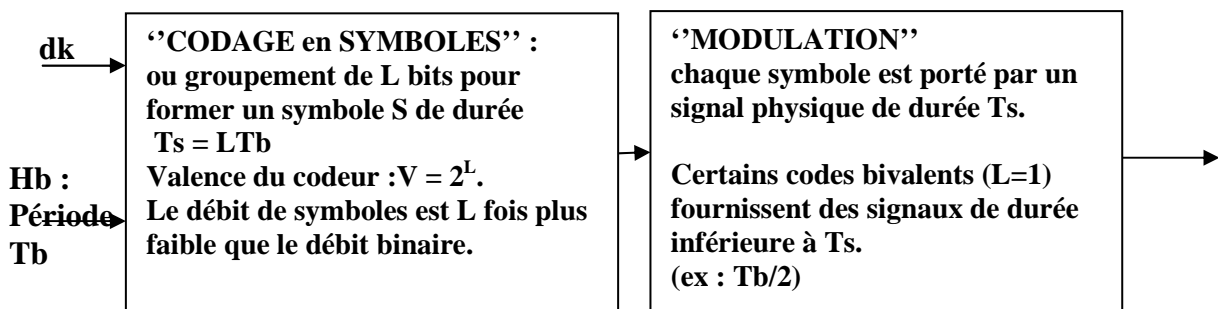 dk
Hb :
Période
Tb
‘’CODAGE en SYMBOLES’’ :
ou groupement de L bits pour
former un symbole S de durée
Ts = LTb
Valence du codeur :V = 2^L.
Le débit de symboles est L fois plus
faible que le débit binaire.
‘’MODULATION’’
chaque symbole est porté par un
signal physique de durée Ts.
Certains codes bivalents (L=1)
fournissent des signaux de durée
inférieure à Ts.
(ex : Tb/2)